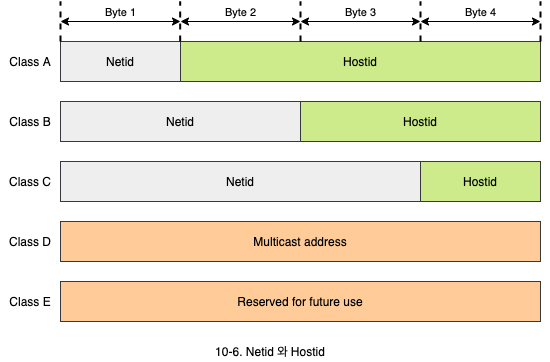 Byte 1 Byte 2 Byte 3 Byte 4
Class A Netid Hostid
Class B Netid Hostid
Class C Netid Hostid
Class D Multicast address
Class E Reserved for future use
10-6. Netid 와 Hostid